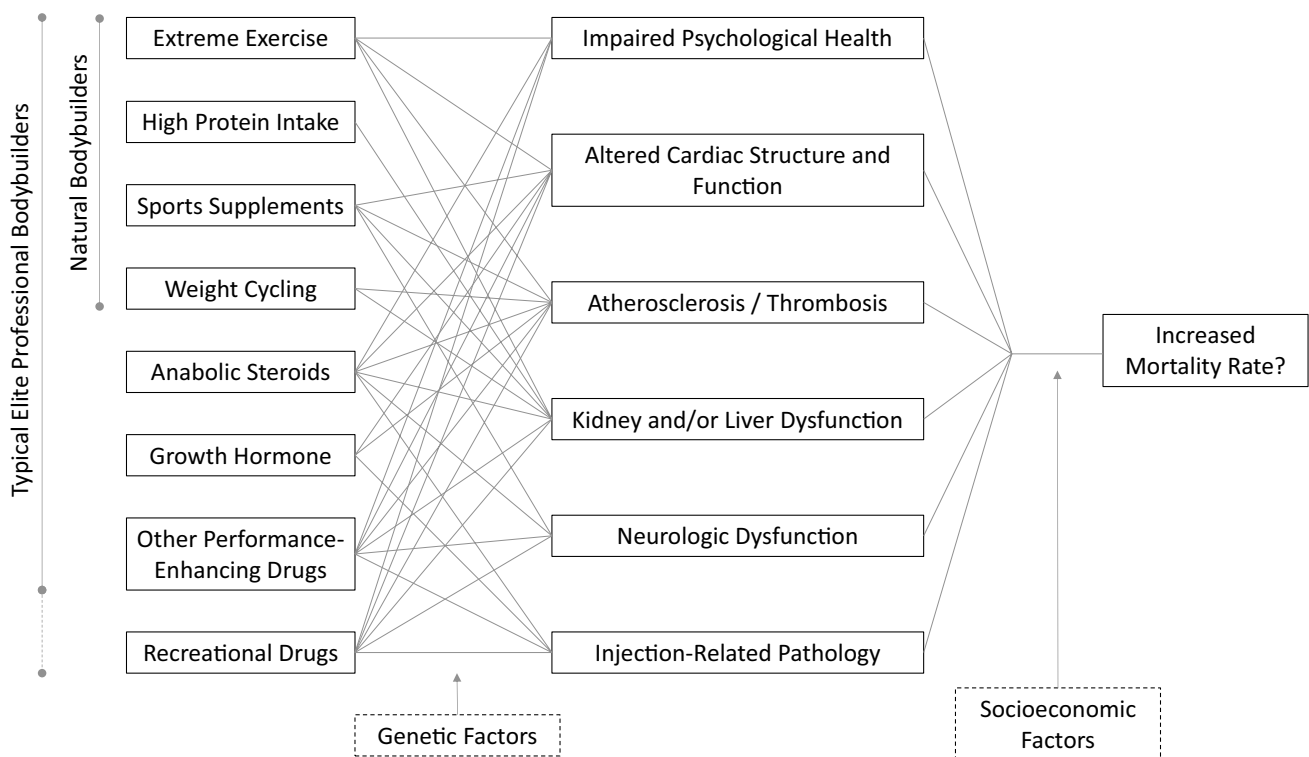 Typical Elite Professional Bodybuilders
Natural Bodybuilders
Extreme Exercise
High Protein Intake
Sports Supplements
Weight Cycling
Anabolic Steroids
Growth Hormone
Other Performance-
Enhancing Drugs
Recreational Drugs
Impaired Psychological Health
Altered Cardiac Structure and
Function
Atherosclerosis / Thrombosis
Kidney and/or Liver Dysfunction
Neurologic Dysfunction
Injection-Related Pathology
Increased
Mortality Rate?
Genetic Factors
Socioeconomic
Factors